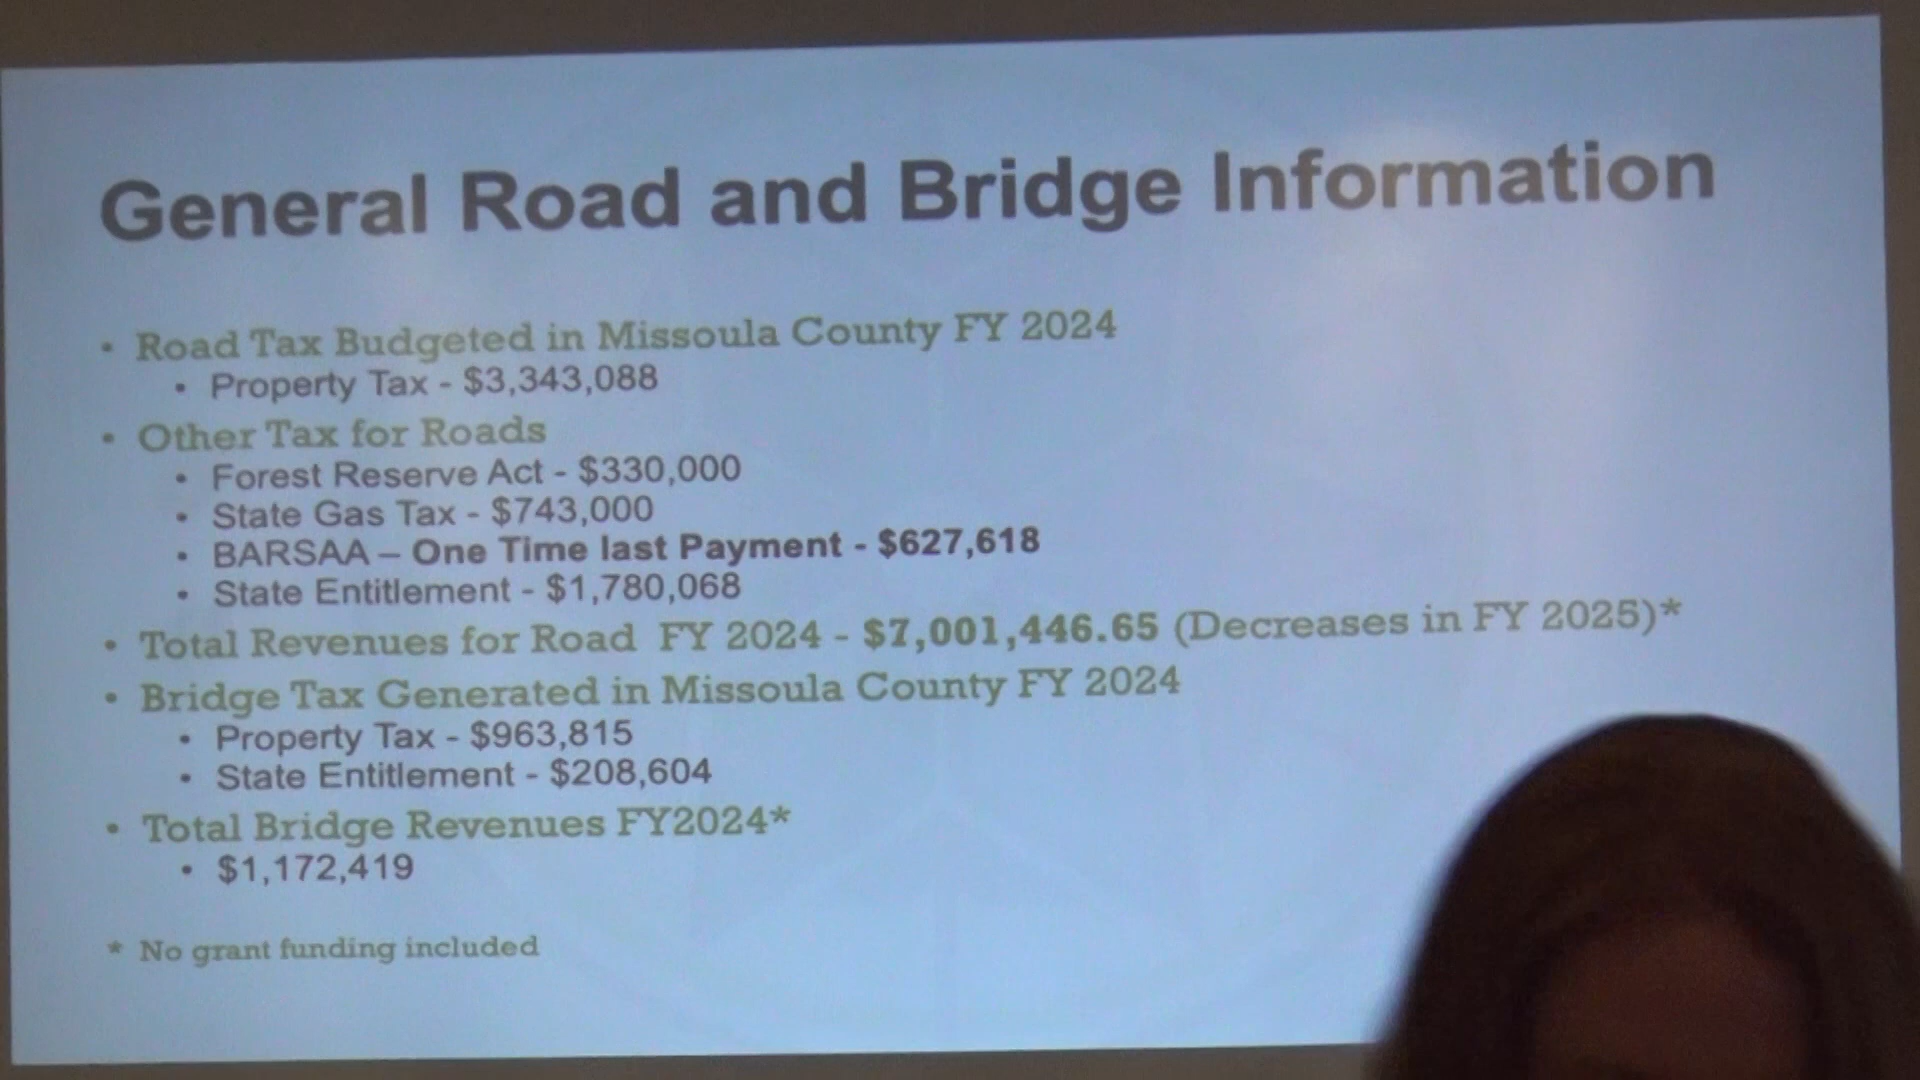 General Road and Bridge Information
• Road Tax Budgeted in Missoula County FY 2024
• Property Tax - $3,343,088
• Other Tax for Roads
• Forest Reserve Act - $330,000
• State Gas Tax - $743,000
• BARSAA – One Time last Payment - $627,618
• State Entitlement - $1,780,068
• Total Revenues for Road FY 2024 - $7,001,446.65 (Decreases in FY 2025)*
• Bridge Tax Generated in Missoula County FY 2024
• Property Tax - $963,815
• State Entitlement - $208,604
• Total Bridge Revenues FY2024*
• $1,172,419
* No grant funding included